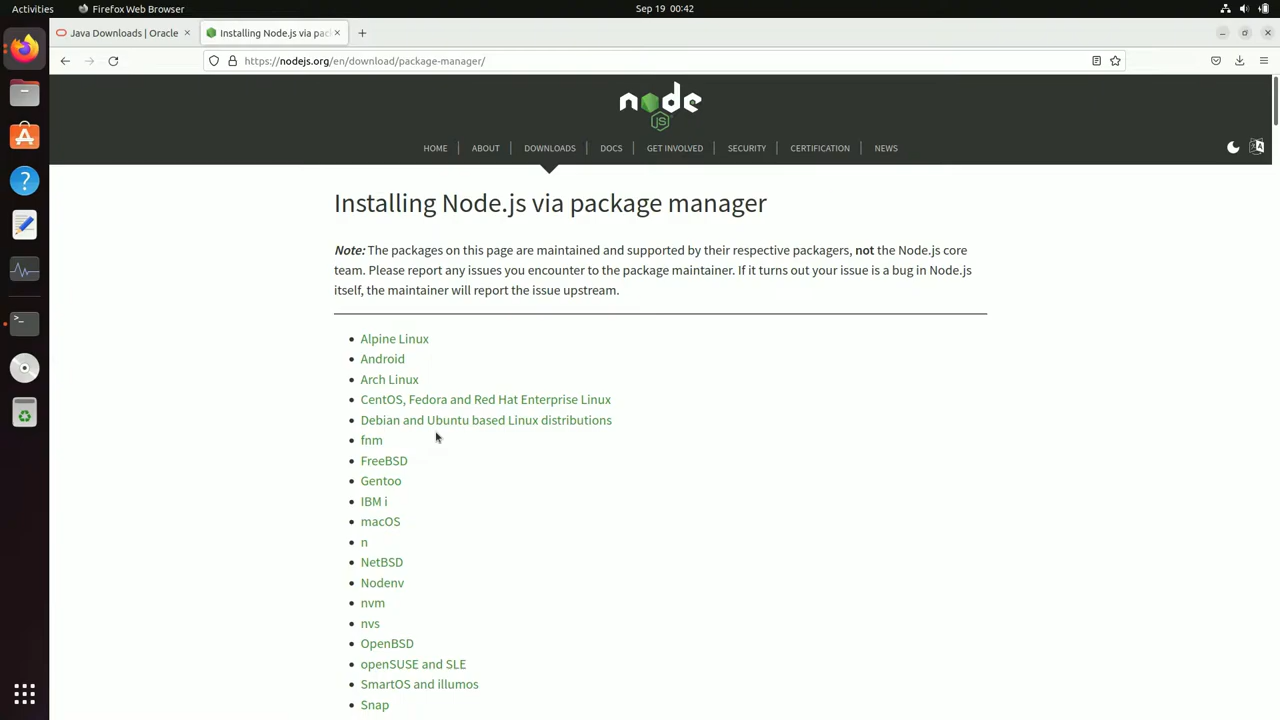 Activities
Firefox Web Browser
Sep 19 00:42
Java Downloads | Oracle
Installing Node.js via pac
https://nodejs.org/en/download/package-manager/
node
JS
HOME
ABOUT
DOWNLOADS
DOCS
GET INVOLVED
SECURITY
CERTIFICATION
NEWS
Installing Node.js via package manager
Note: The packages on this page are maintained and supported by their respective packagers, not the Node.js core
team. Please report any issues you encounter to the package maintainer. If it turns out your issue is a bug in Node.js
itself, the maintainer will report the issue upstream.
Alpine Linux
Android
Arch Linux
CentOS, Fedora and Red Hat Enterprise Linux
Debian and Ubuntu based Linux distributions
fnm
FreeBSD
Gentoo
IBM i
macOS
n
NetBSD
Nodenv
nvm
nvs
OpenBSD
openSUSE and SLE
SmartOS and illumos
Snap